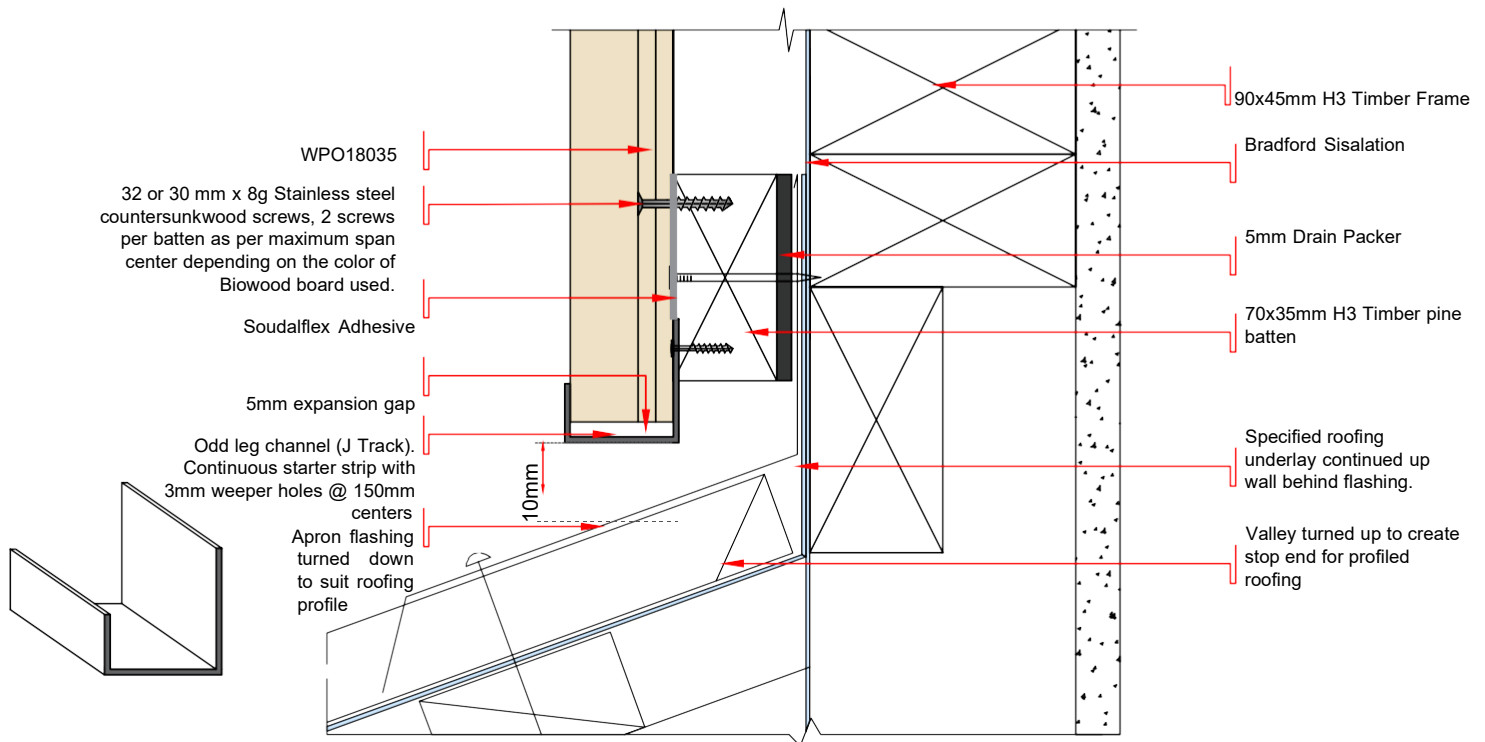 WPO18035
32 or 30 mm x 8g Stainless steel
countersunkwood screws, 2 screws
per batten as per maximum span
center depending on the color of
Biowood board used.
Soudalflex Adhesive
5mm expansion gap
Odd leg channel (J Track).
Continuous starter strip with
3mm weeper holes @ 150mm
centers
Apron flashing
turned down
to suit roofing
profile
10mm
90x45mm H3 Timber Frame
Bradford Sisalation
5mm Drain Packer
70x35mm H3 Timber pine
batten
Specified roofing
underlay continued up
wall behind flashing.
Valley turned up to create
stop end for profiled
roofing